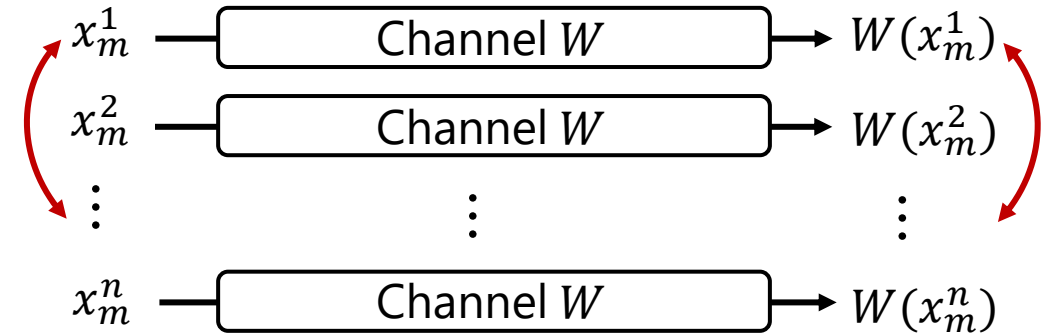 x_m^1 Channel W W(x_m^1)
x_m^2 Channel W W(x_m^2)
⋮ ⋮ ⋮
x_m^n Channel W W(x_m^n)